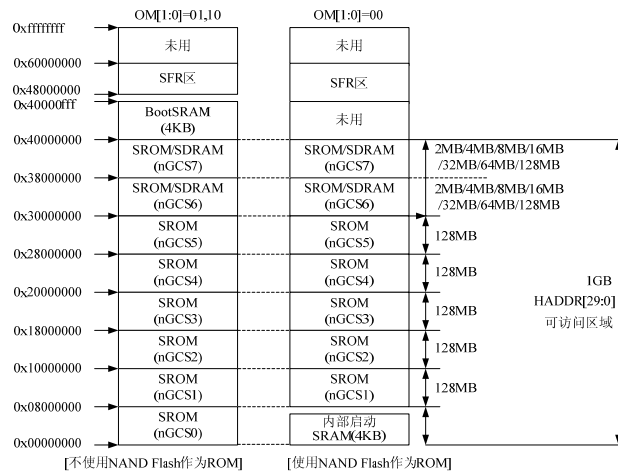 OM[1:0]=01,10
OM[1:0]=00
0xffffffff
未用
未用
0x60000000
SFR区
SFR区
0x48000000
0x40000fff
BootSRAM
(4KB)
未用
0x40000000
SROM/SDRAM
(nGCS7)
SROM/SDRAM
(nGCS7)
2MB/4MB/8MB/16MB
/32MB/64MB/128MB
0x38000000
SROM/SDRAM
(nGCS6)
SROM/SDRAM
(nGCS6)
2MB/4MB/8MB/16MB
/32MB/64MB/128MB
0x30000000
SROM
(nGCS5)
SROM
(nGCS5)
128MB
0x28000000
SROM
(nGCS4)
SROM
(nGCS4)
128MB
0x20000000
SROM
(nGCS3)
SROM
(nGCS3)
128MB
1GB
HADDR[29:0]
可访问区域
0x18000000
SROM
(nGCS2)
SROM
(nGCS2)
128MB
0x10000000
SROM
(nGCS1)
SROM
(nGCS1)
128MB
0x08000000
SROM
(nGCS0)
内部启动
SRAM(4KB)
0x00000000
[不使用NAND Flash作为ROM]
[使用NAND Flash作为ROM]